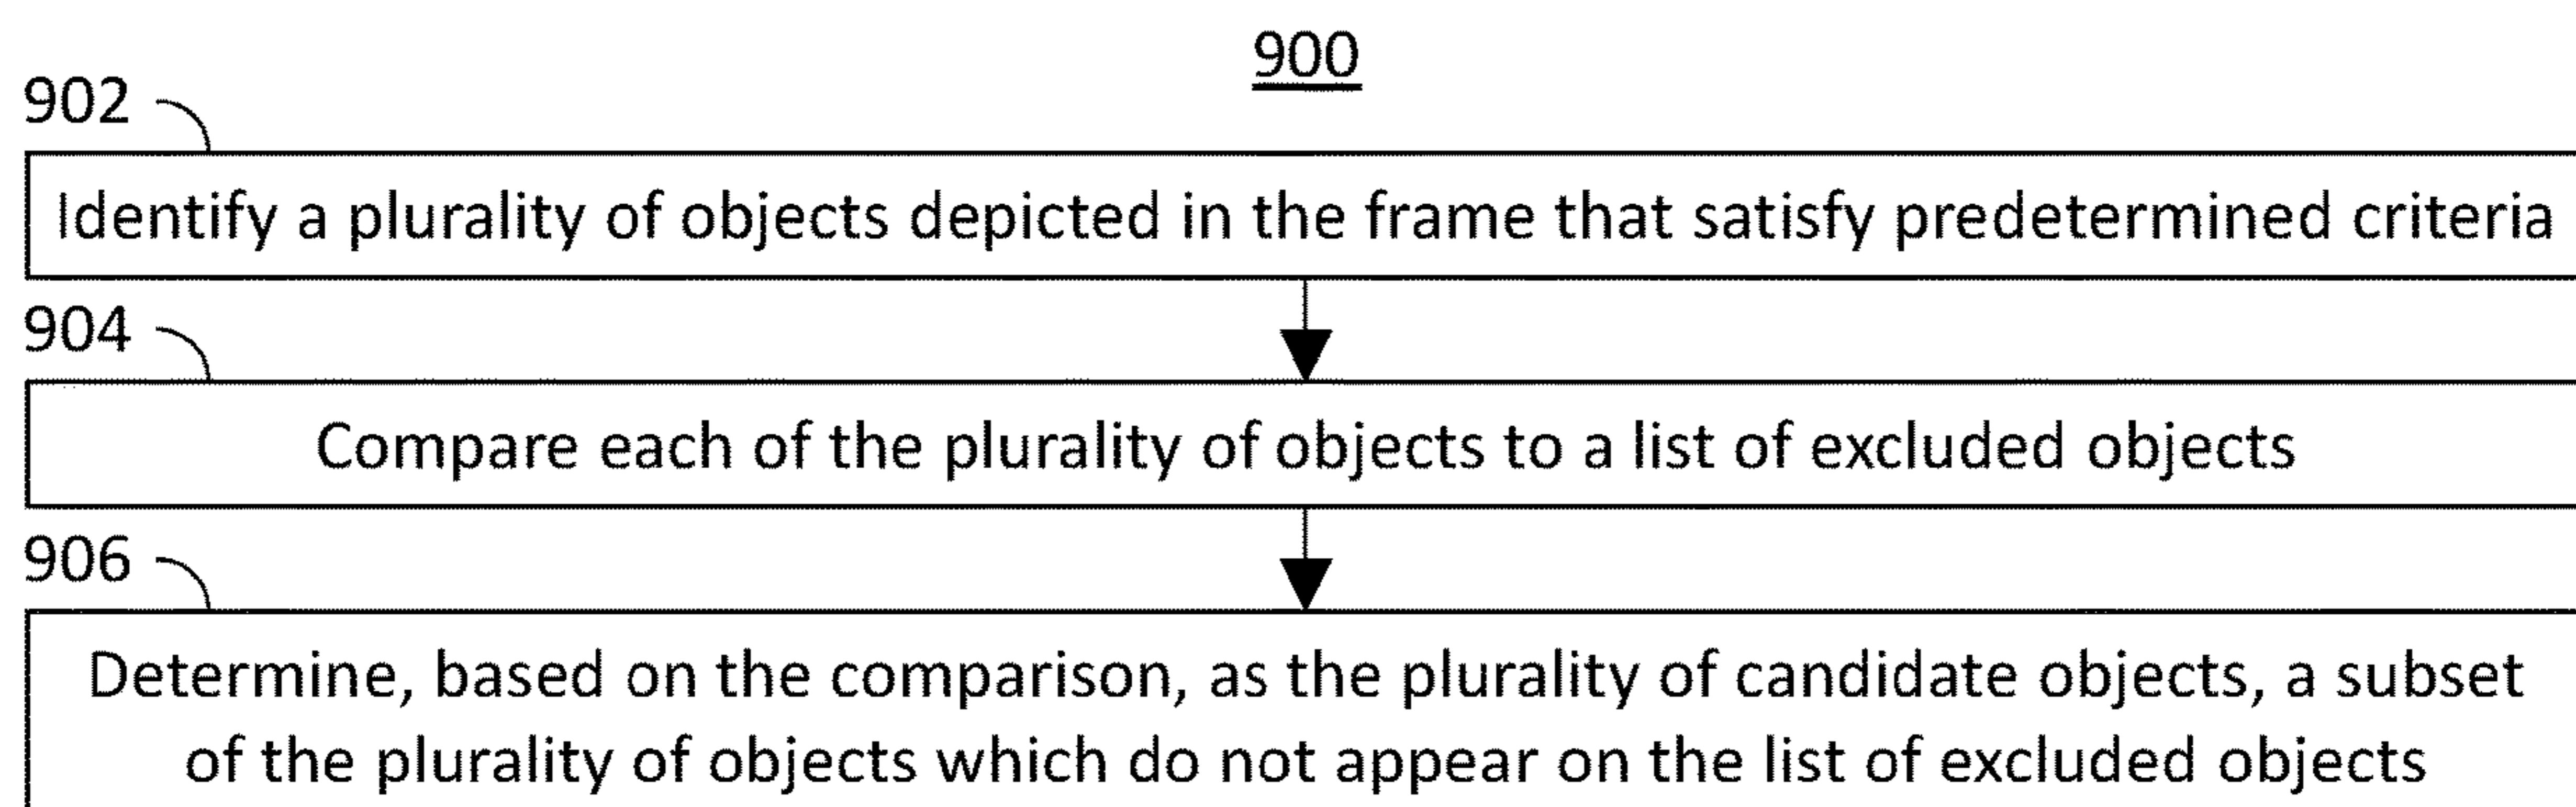 900
902
Identify a plurality of objects depicted in the frame that satisfy predetermined criteria
904
Compare each of the plurality of objects to a list of excluded objects
906
Determine, based on the comparison, as the plurality of candidate objects, a subset
of the plurality of objects which do not appear on the list of excluded objects